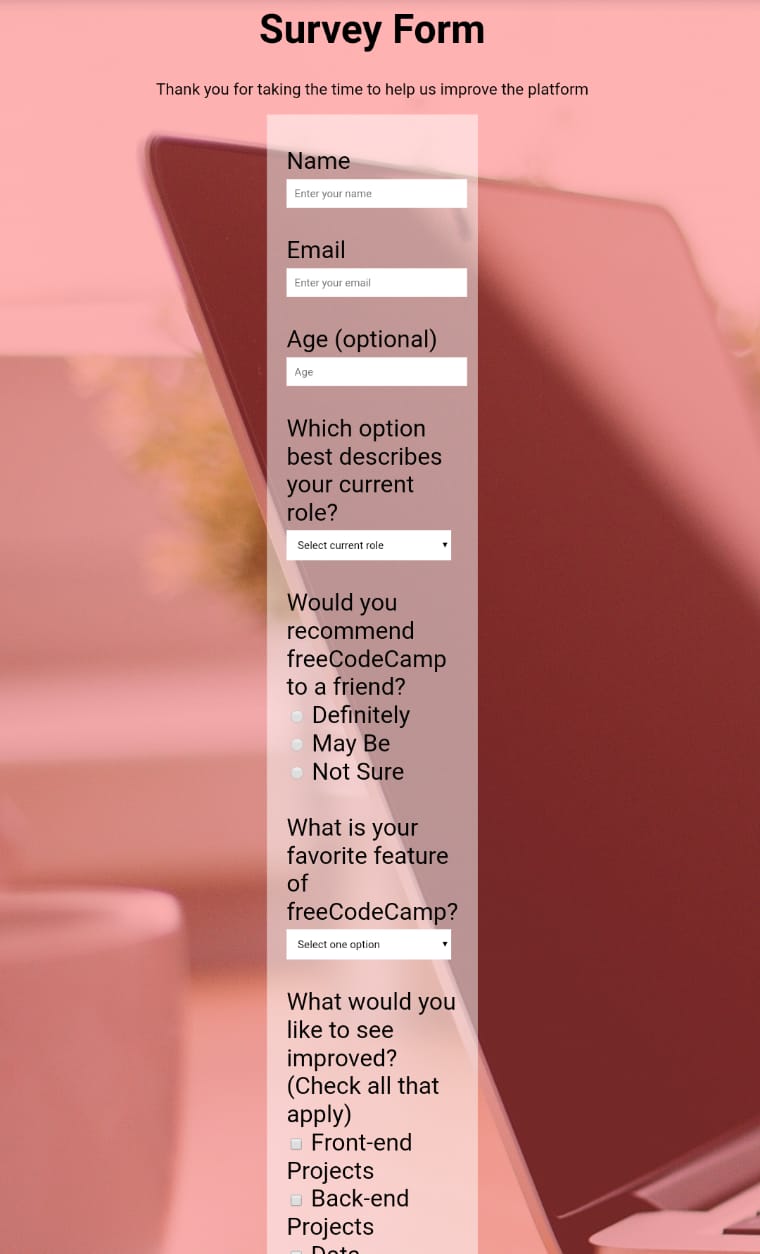 Survey Form
Thank you for taking the time to help us improve the platform
Name
Enter your name
Email
Enter your email
Age (optional)
Age
Which option
best describes
your current
role?
Select current role
Would you
recommend
freeCodeCamp
to a friend?
Definitely
May Be
Not Sure
What is your
favorite feature
of
freeCodeCamp?
Select one option
What would you
like to see
improved?
(Check all that
apply)
Front-end
Projects
Back-end
Projects